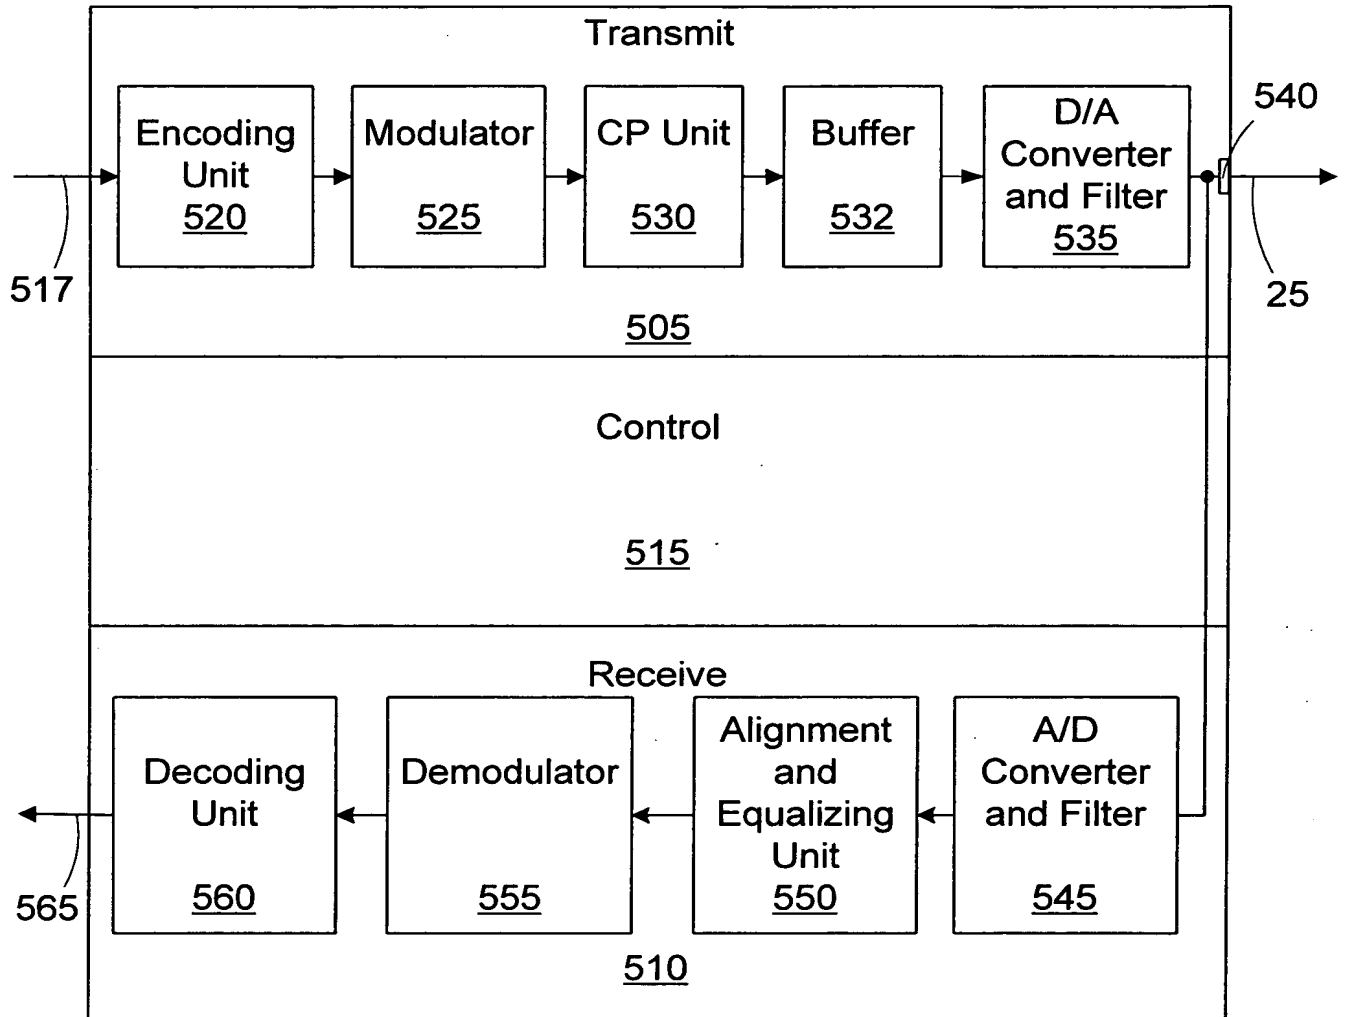 Transmit
540
Encoding
Unit
520
Modulator
525
CP Unit
530
Buffer
532
D/A
Converter
and Filter
535
517
25
505
Control
515
Receive
Decoding
Unit
560
Demodulator
555
Alignment
and
Equalizing
Unit
550
A/D
Converter
and Filter
545
565
510